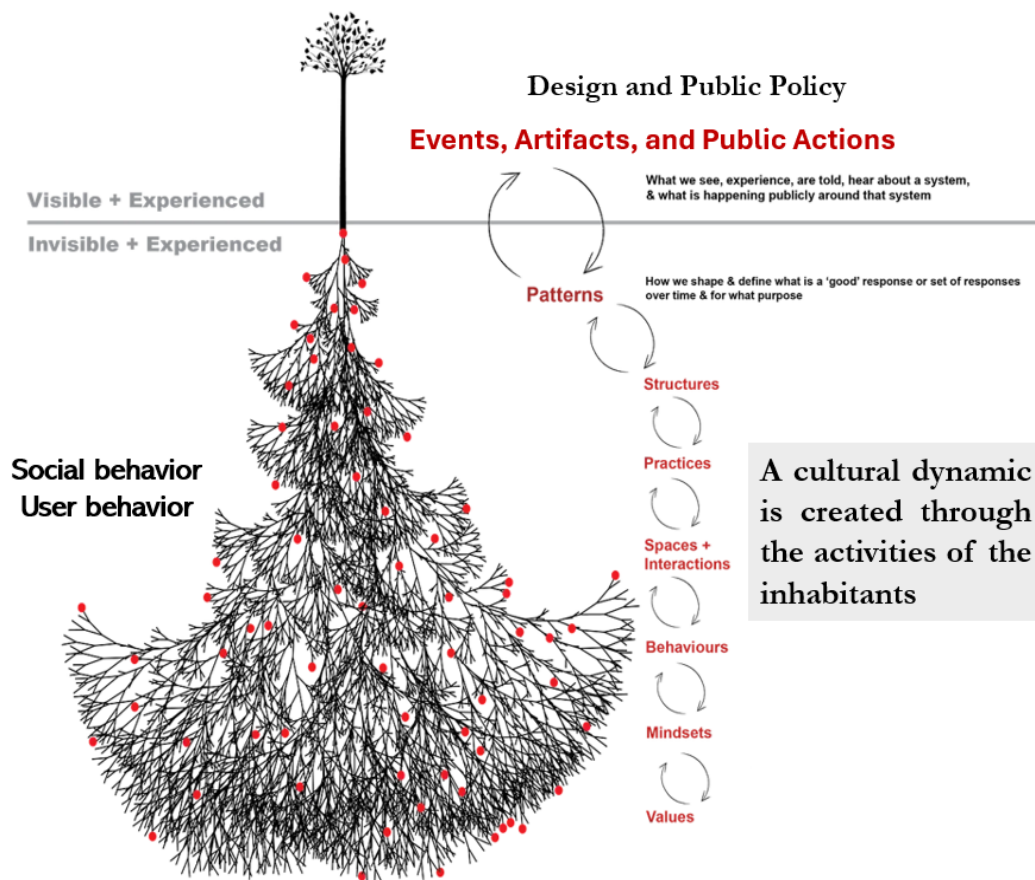 Design and Public Policy
Events, Artifacts, and Public Actions
What we see, experience, are told, hear about a system,
& what is happening publicly around that system
Visible + Experienced
Invisible + Experienced
Patterns
How we shape & define what is a ‘good’ response or set of responses
over time & for what purpose
Structures
Practices
Spaces +
Interactions
Behaviours
Mindsets
Values
Social behavior
User behavior
A cultural dynamic
is created through
the activities of the
inhabitants